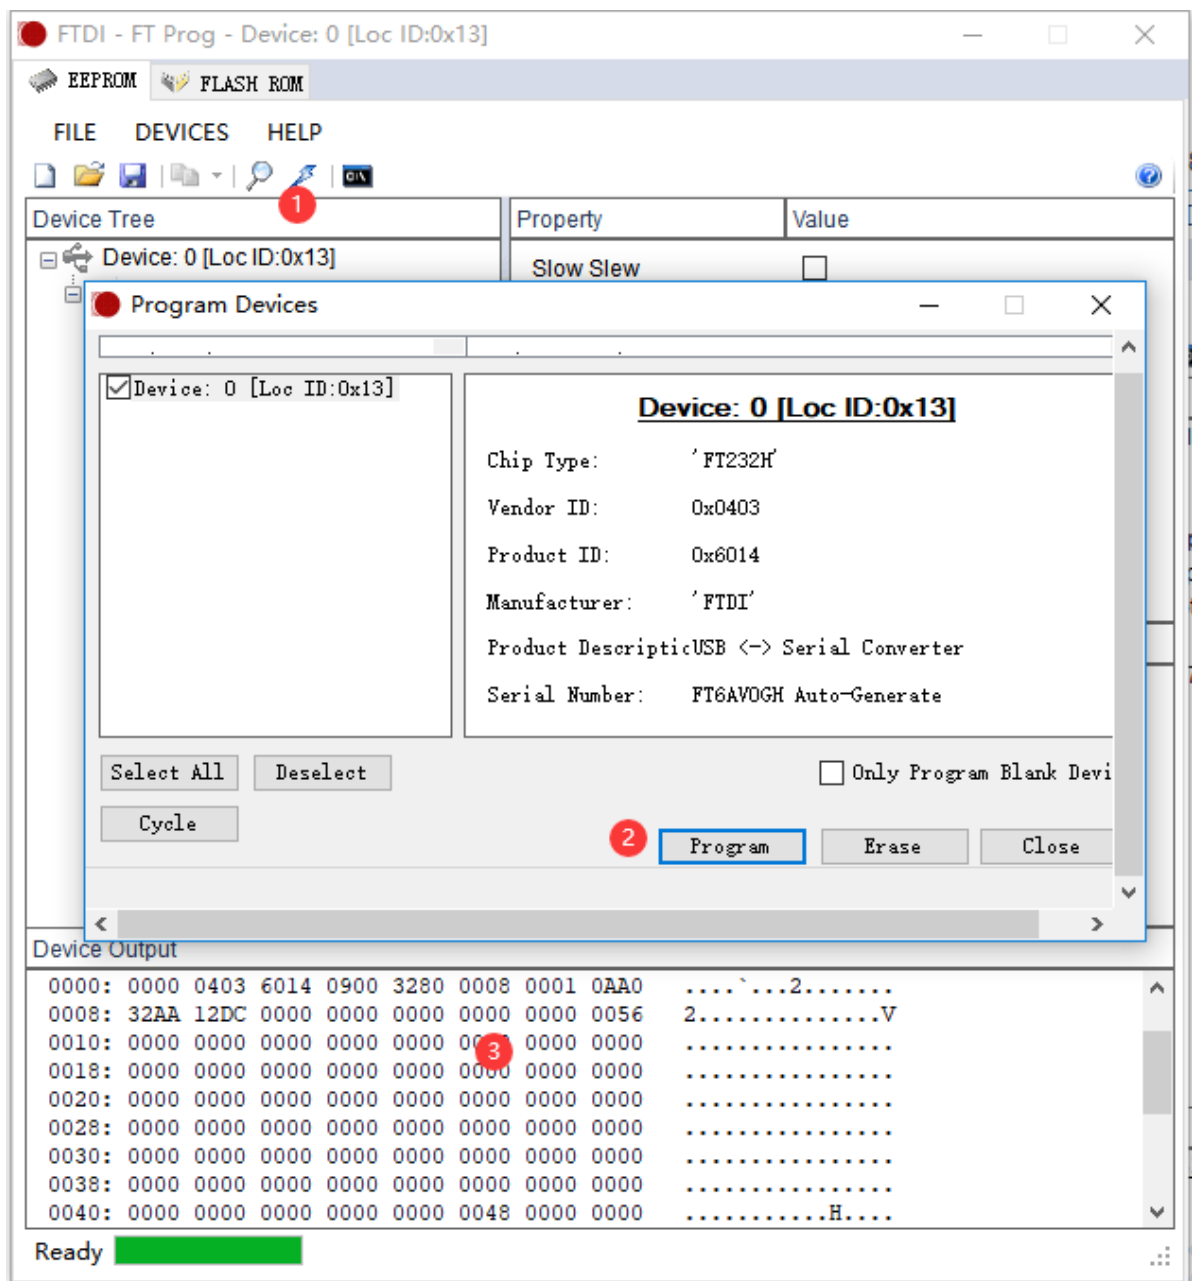 FTDI - FT Prog - Device: 0 [Loc ID:0x13]
EEPROM FLASH ROM
FILE DEVICES HELP
1
Device Tree Property Value
Device: 0 [Loc ID:0x13] Slow Slew
Program Devices
Device: 0 [Loc ID:0x13]
Device: 0 [Loc ID:0x13]
Chip Type: 'FT232H'
Vendor ID: 0x0403
Product ID: 0x6014
Manufacturer: 'FTDI'
Product Descriptic USB <-> Serial Converter
Serial Number: FT6AVOGH Auto-Generate
Select All Deselect Only Program Blank Devi
Cycle
2 Program Erase Close
Device Output
0000: 0000 0403 6014 0900 3280 0008 0001 0AA0 ....`...2.......
0008: 32AA 12DC 0000 0000 0000 0000 0000 0056 2..............V
0010: 0000 0000 0000 0000 0000 0000 0000 0000 ................
3
0018: 0000 0000 0000 0000 0000 0000 0000 0000 ................
0020: 0000 0000 0000 0000 0000 0000 0000 0000 ................
0028: 0000 0000 0000 0000 0000 0000 0000 0000 ................
0030: 0000 0000 0000 0000 0000 0000 0000 0000 ................
0038: 0000 0000 0000 0000 0000 0000 0000 0000 ................
0040: 0000 0000 0000 0000 0000 0048 0000 0000 ...........H....
Ready